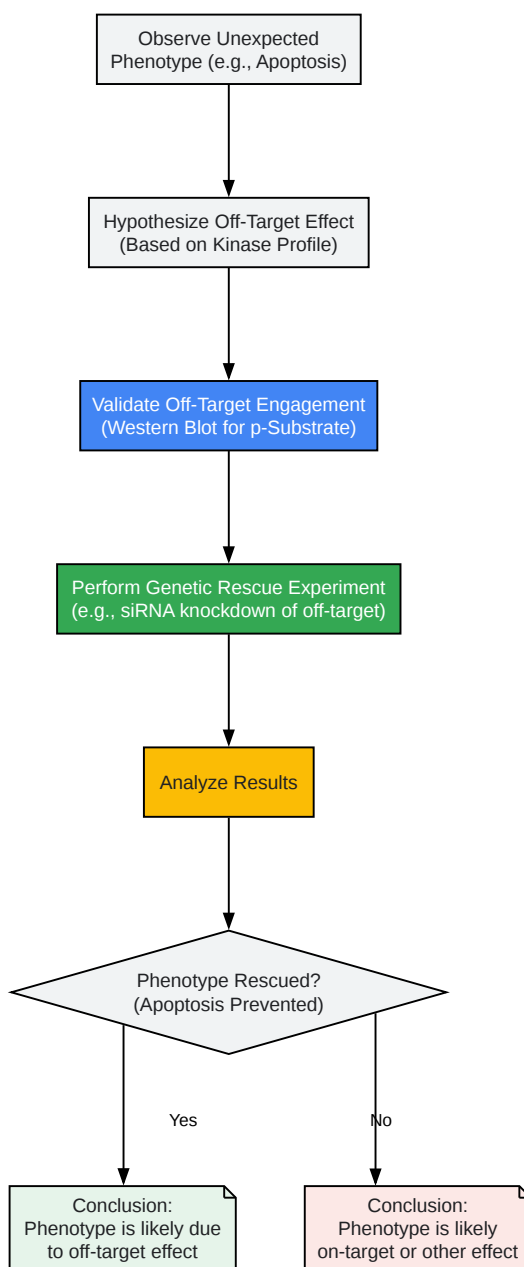 Observe Unexpected
Phenotype (e.g., Apoptosis)
Hypothesize Off-Target Effect
(Based on Kinase Profile)
Validate Off-Target Engagement
(Western Blot for p-Substrate)
Perform Genetic Rescue Experiment
(e.g., siRNA knockdown of off-target)
Analyze Results
Phenotype Rescued?
(Apoptosis Prevented)
Yes
No
Conclusion:
Phenotype is likely due
to off-target effect
Conclusion:
Phenotype is likely
on-target or other effect